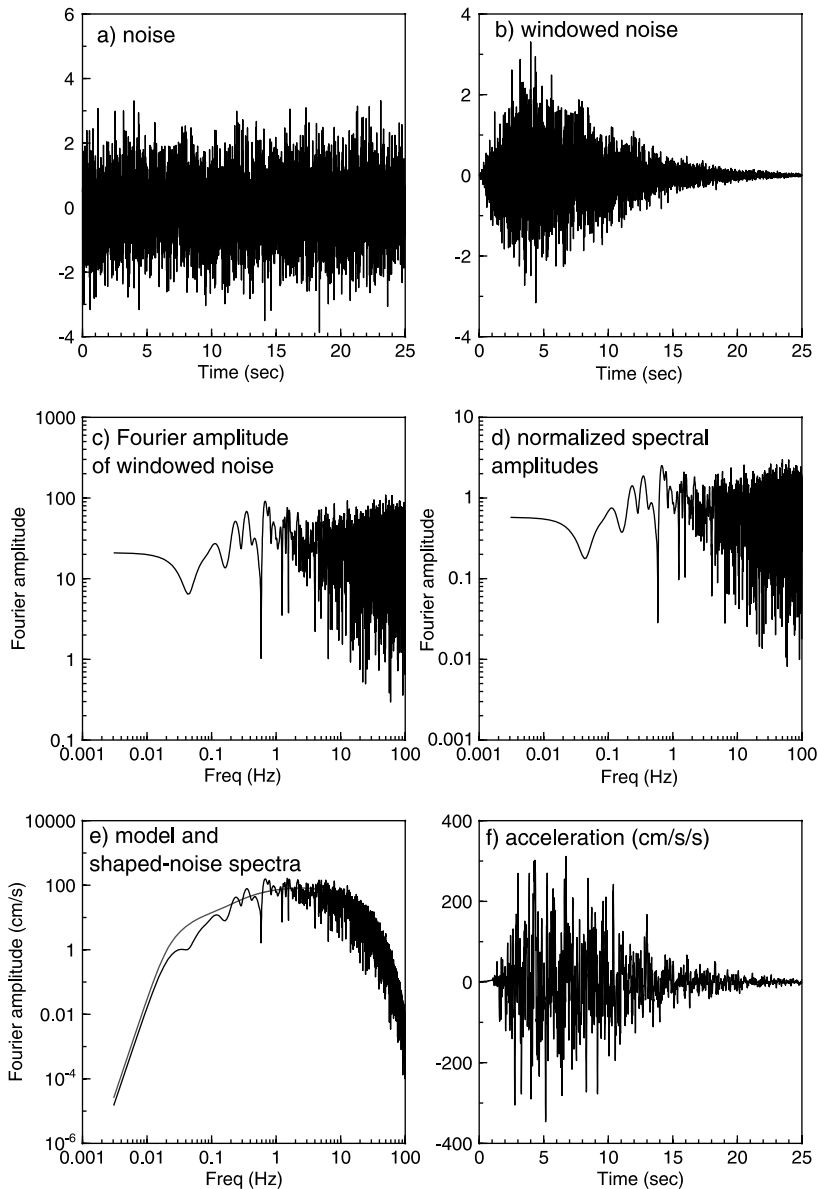 a) noise
6
4
2
0
-2
-4
0 5 10 15 20 25
Time (sec)
b) windowed noise
4
2
0
-2
-4
0 5 10 15 20 25
Time (sec)
c) Fourier amplitude
of windowed noise
Fourier amplitude
1000
100
10
1
0.1
0.001 0.01 0.1 1 10 100
Freq (Hz)
d) normalized spectral
amplitudes
Fourier amplitude
10
1
0.1
0.01
0.001
0.001 0.01 0.1 1 10 100
Freq (Hz)
e) model and
shaped-noise spectra
Fourier amplitude (cm/s)
10000
100
1
0.01
10-4
10-6
0.001 0.01 0.1 1 10 100
Freq (Hz)
f) acceleration (cm/s/s)
400
200
0
-200
-400
0 5 10 15 20 25
Time (sec)